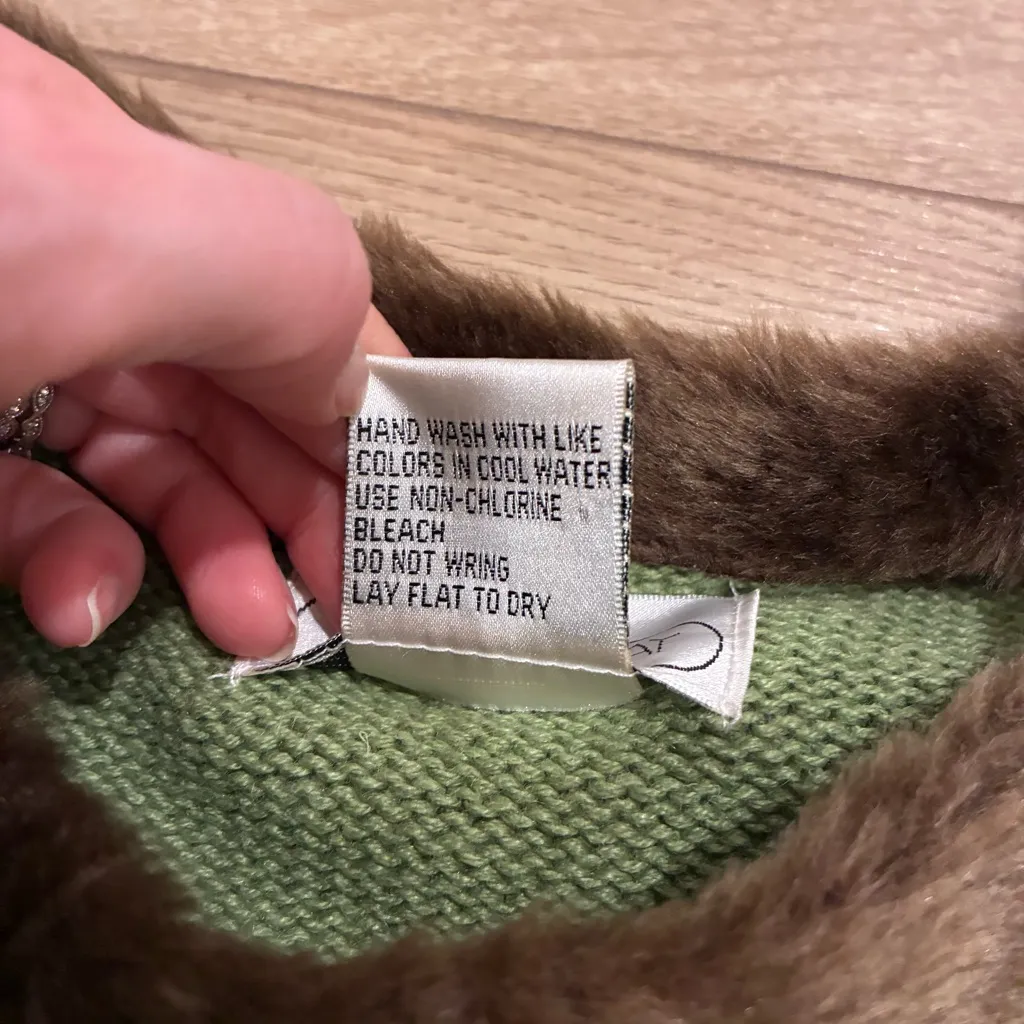 HAND WASH WITH LIKE
COLORS IN COOL WATER
USE NON-CHLORINE
BLEACH
DO NOT WRING
LAY FLAT TO DRY